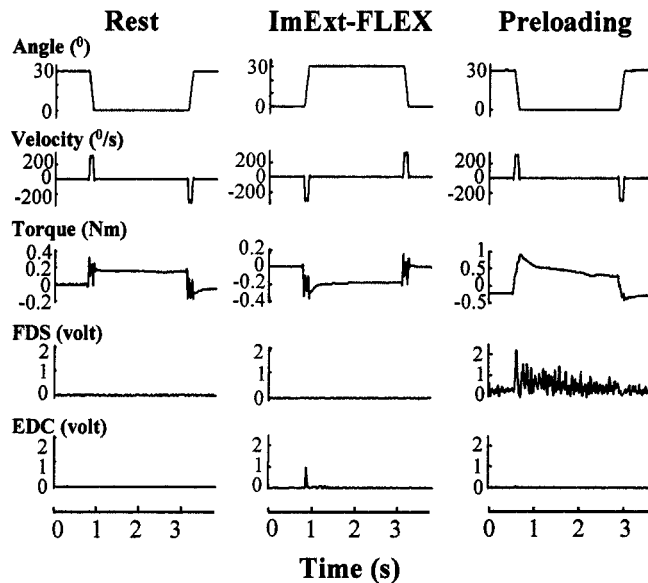 Rest ImExt-FLEX Preloading
Angle (⁰)
30 30 30
0 0 0
Velocity (⁰/s)
200 200 200
0 0 0
-200 -200 -200
Torque (Nm)
0.4 0.2 1
0.2 0 0.5
0 -0.2 0
-0.2 -0.4 -0.5
FDS (volt)
2 2 2
1 1 1
0 0 0
EDC (volt)
2 2 2
1 1 1
0 0 0
0 1 2 3 0 1 2 3 0 1 2 3
Time (s)